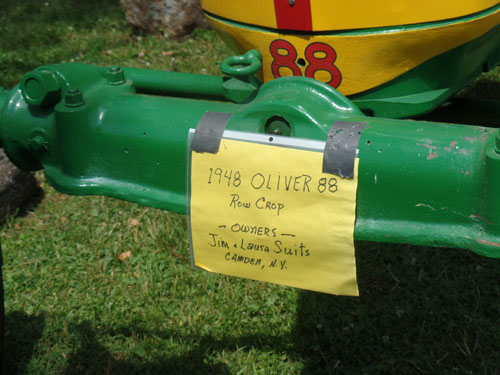 88
1948 OLIVER 88
Row Crop
- OWNERS -
Jim & Laura Suits
CAMDEN, N.Y.